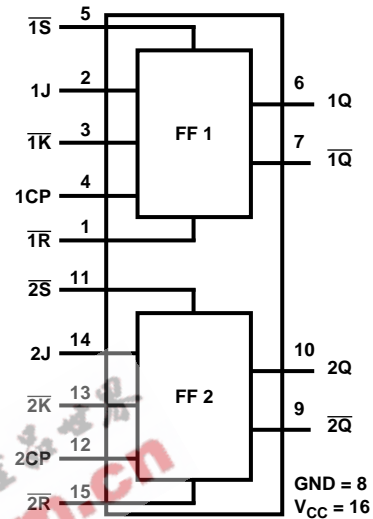 1S̅ 5
1J 2
1K̅ 3
1CP 4
1R̅ 1
FF 1
6 1Q
7 1Q̅
2S̅ 11
2J 14
2K̅ 13
2CP 12
2R̅ 15
FF 2
10 2Q
9 2Q̅
GND = 8
VCC = 16
.cn